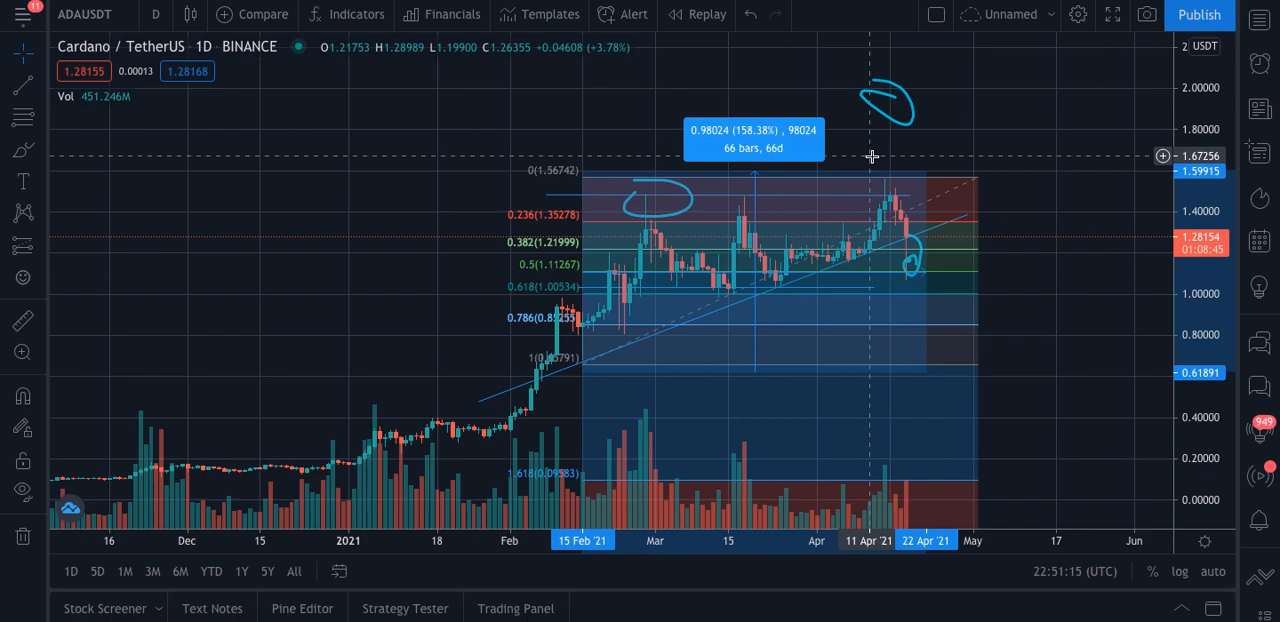 11
ADAUSDT D Compare Indicators Financials Templates Alert Replay Unnamed Publish
Cardano / TetherUS · 1D · BINANCE O1.21753 H1.28989 L1.19900 C1.26355 +0.04608 (+3.78%)
USDT
1.28155 0.00013 1.28168
Vol 451.246M
2.00000
0.98024 (158.38%) , 98024
66 bars, 66d
1.80000
1.67256
0(1.56742)
1.59915
0.236(1.35278)
1.40000
0.382(1.21999)
1.28154
01:08:45
0.5(1.11267)
0.618(1.00534)
1.00000
0.786(0.85255
0.80000
0.61891
0.40000
0.20000
1.618(0.09583)
0.00000
949
16 Dec 15 2021 18 Feb 15 Feb '21 Mar 15 Apr 11 Apr '21 22 Apr '21 May 17 Jun
1D 5D 1M 3M 6M YTD 1Y 5Y All 22:51:15 (UTC) % log auto
Stock Screener Text Notes Pine Editor Strategy Tester Trading Panel